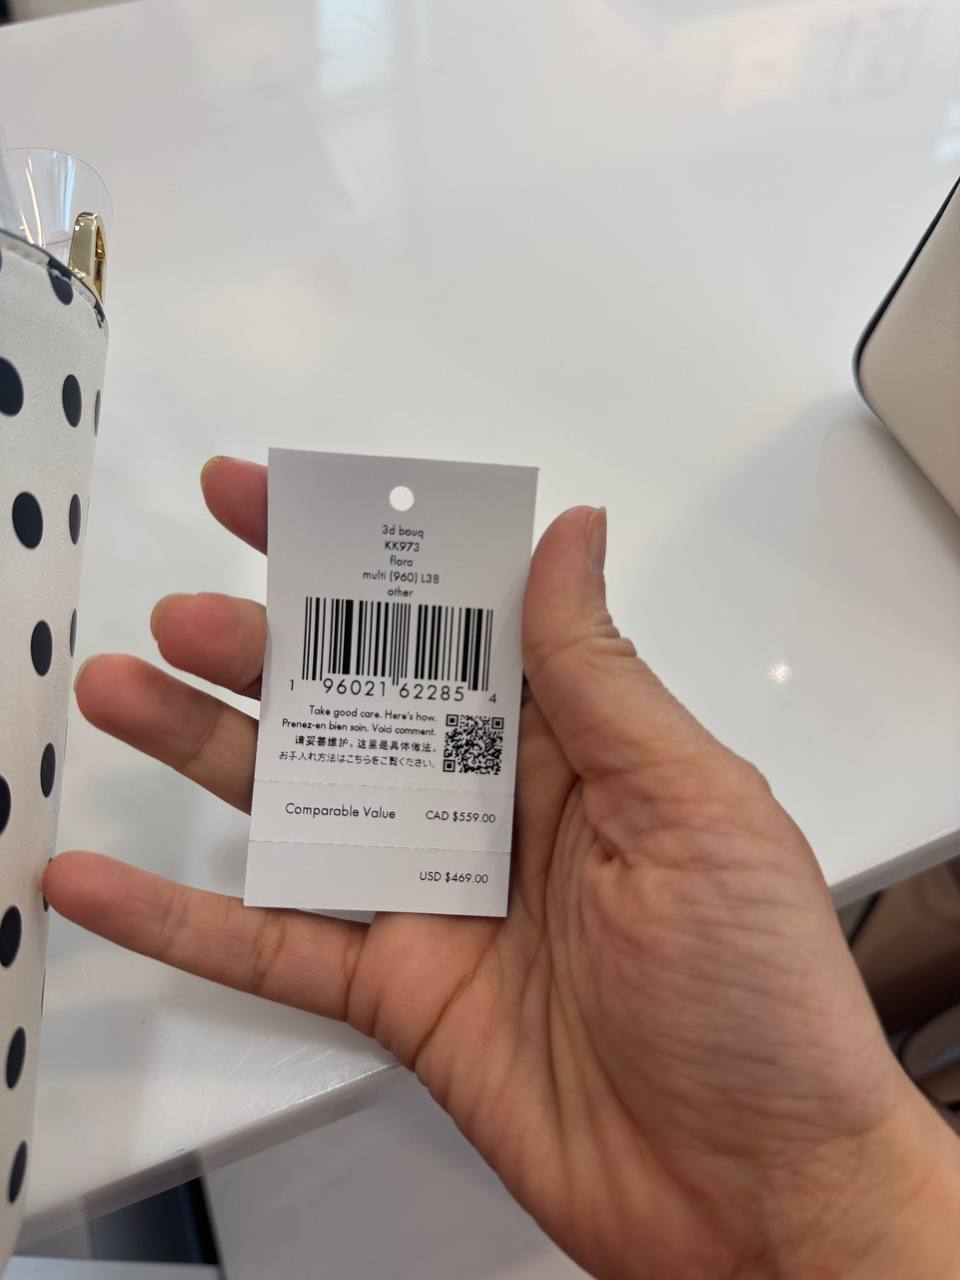 3d bouq
KK973
flora
multi (960) L38
other
1 96021 62285 4
Take good care. Here's how.
Prenez-en bien soin. Voici comment.
请妥善维护。这里是具体做法。
お手入れ方法はこちらをご覧ください。
Comparable Value CAD $559.00
USD $469.00